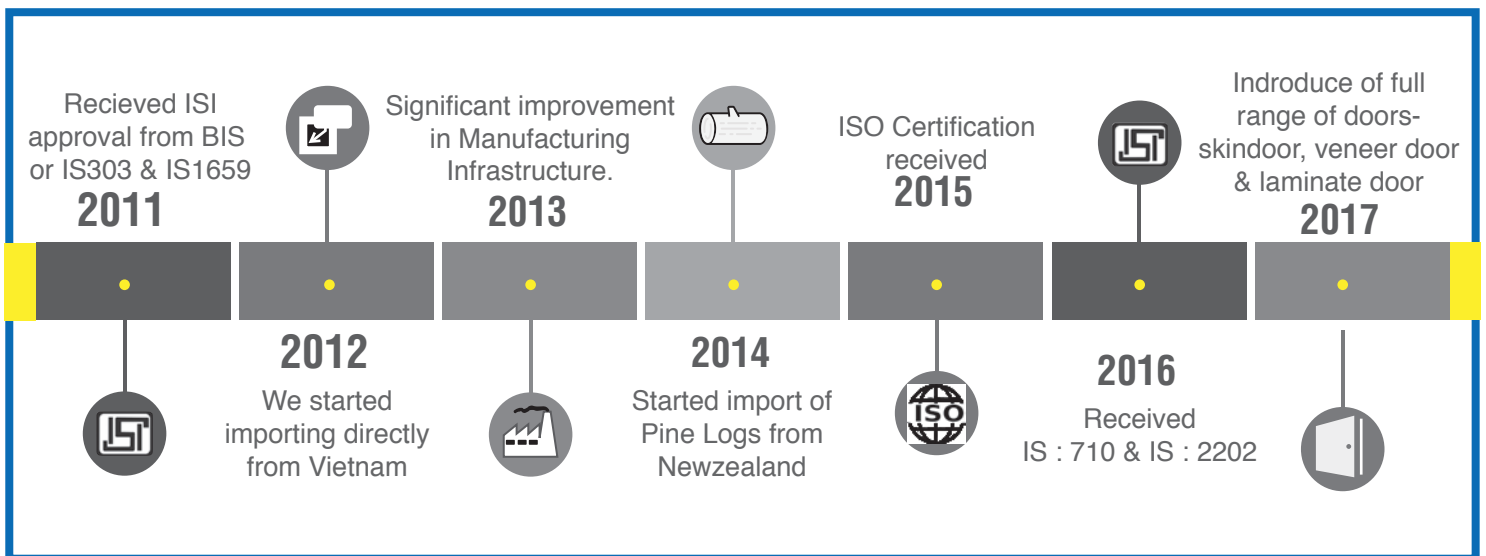 Recieved ISI
approval from BIS
or IS303 & IS1659
2011
2012
We started
importing directly
from Vietnam
Significant improvement
in Manufacturing
Infrastructure.
2013
2014
Started import of
Pine Logs from
Newzealand
ISO Certification
received
2015
ISO
2016
Received
IS : 710 & IS : 2202
Indroduce of full
range of doors-
skindoor, veneer door
& laminate door
2017